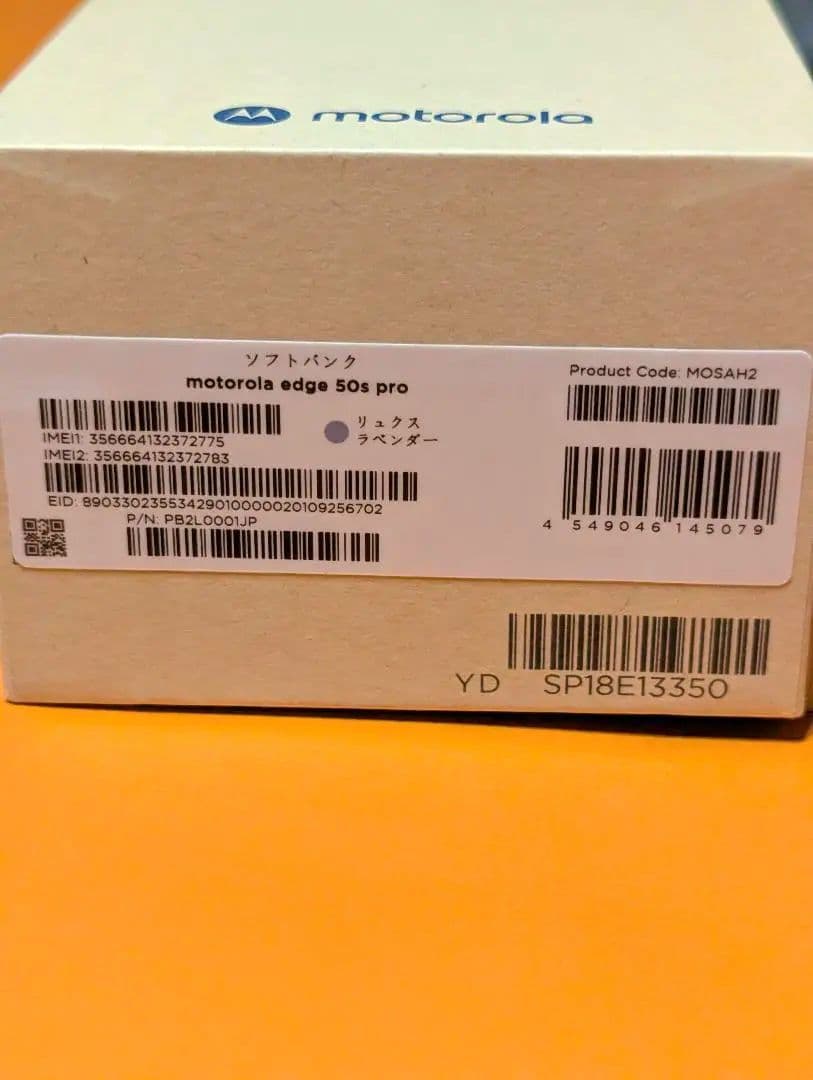 motorola
ソフトバンク
motorola edge 50s pro
IMEI1: 356664132372775
リュクス
ラベンダー
IMEI2: 356664132372783
EID: 89033023553429010000020109256702
P/N: PB2L0001JP
Product Code: MOSAH2
4 549046 145079
YD SP18E13350